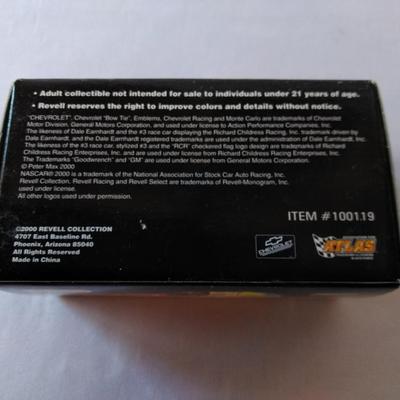 • Adult collectible not intended for sale to individuals under 21 years of age.
• Revell reserves the right to improve colors and details without notice.
"CHEVROLET", Chevrolet "Bow Tie", Emblems, Chevrolet Racing and Monte Carlo are trademarks of Chevrolet
Motor Division, General Motors Corporation, and used under license to Action Performance Companies, Inc.
The likeness of Dale Earnhardt and the #3 race car displaying the Richard Childress Racing, Inc. trademark driven by
Dale Earnhardt, and the Dale Earnhardt registered trademarks are used under administration of Dale Earnhardt, Inc.
The likeness of the #3 race car, stylized #3 and the "RCR" checkered flag logo design are trademarks of Richard
Childress Racing Enterprises, Inc. and are used under license from Richard Childress Racing Enterprises, Inc.
The Trademarks "Goodwrench" and "GM" are used under license from General Motors Corporation.
© Peter Max 2000
NASCAR® 2000 is a trademark of the National Association for Stock Car Auto Racing, Inc.
Revell Collection, Revell Racing and Revell Select are trademarks of Revell-Monogram, Inc.
used under license.
All other logos used under permission.
ITEM #100119
©2000 REVELL COLLECTION
4707 East Baseline Rd.
Phoenix, Arizona 85040
All Rights Reserved
Made in China
CHEVROLET
ATLAS